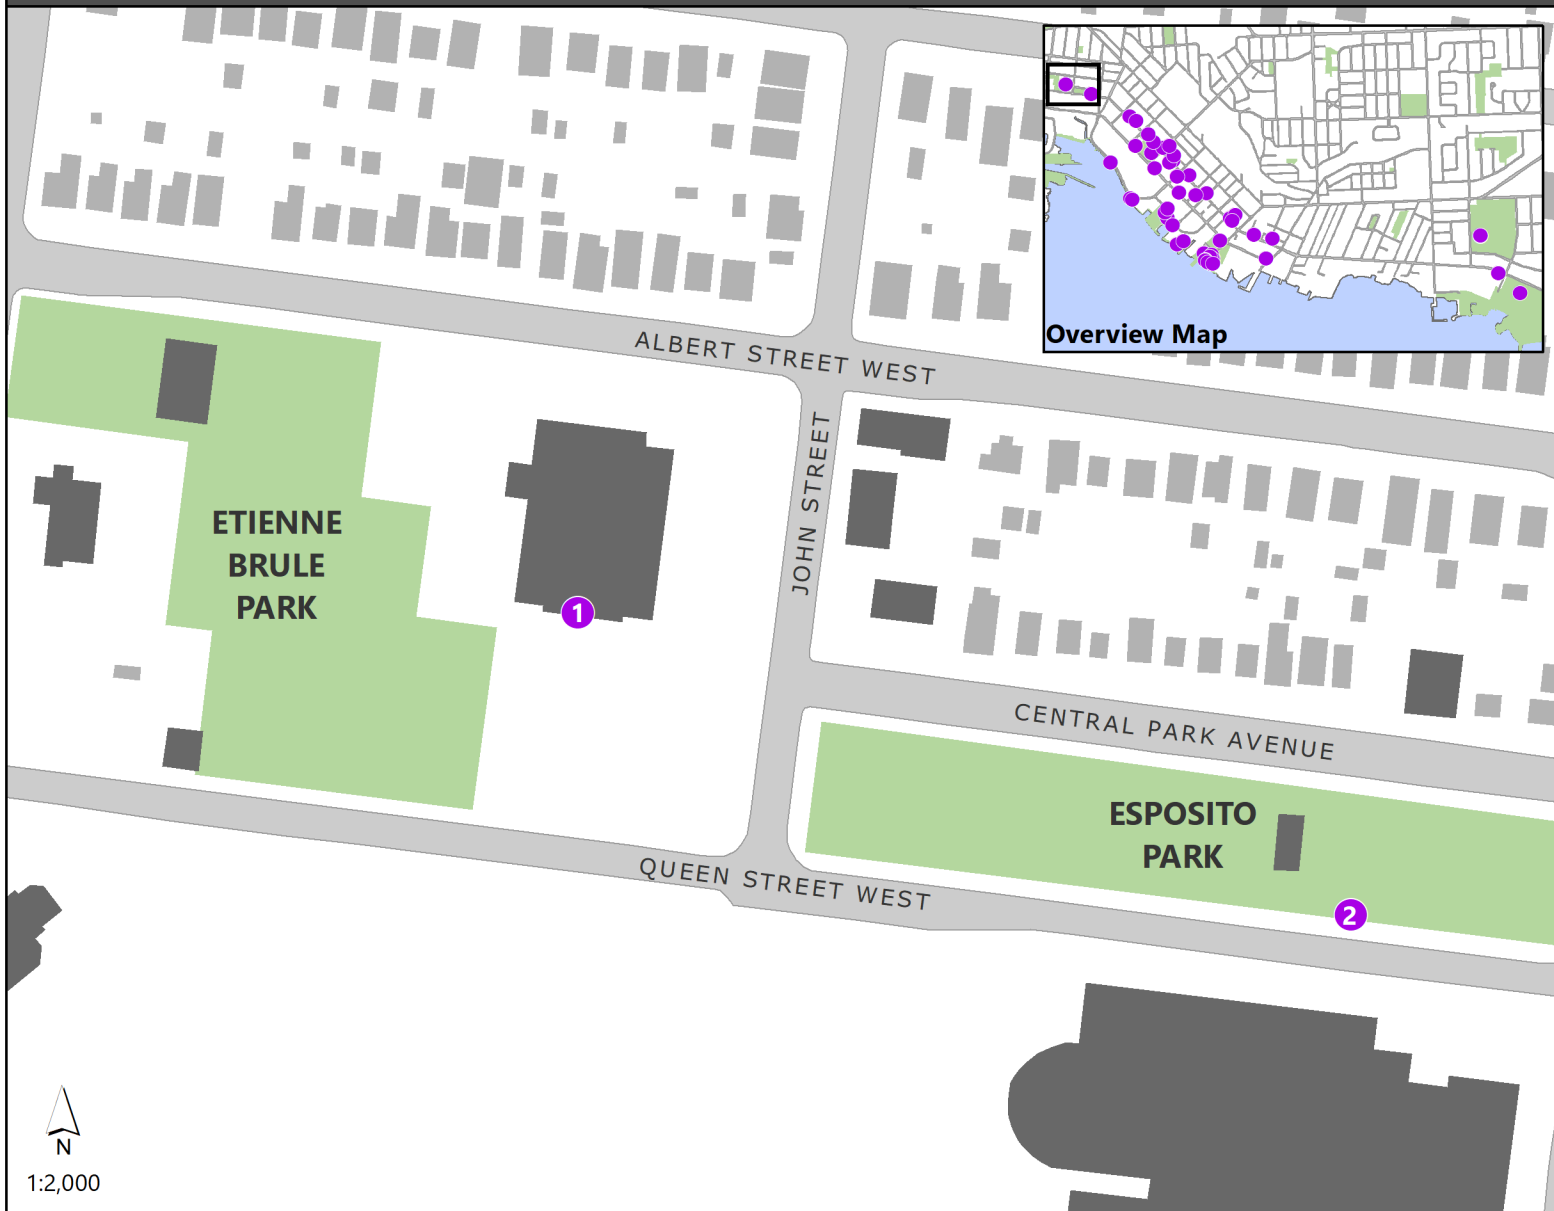 Overview Map
ALBERT STREET WEST
JOHN STREET
ETIENNE
BRULE
PARK
1
CENTRAL PARK AVENUE
ESPOSITO
PARK
QUEEN STREET WEST
2
N
1:2,000